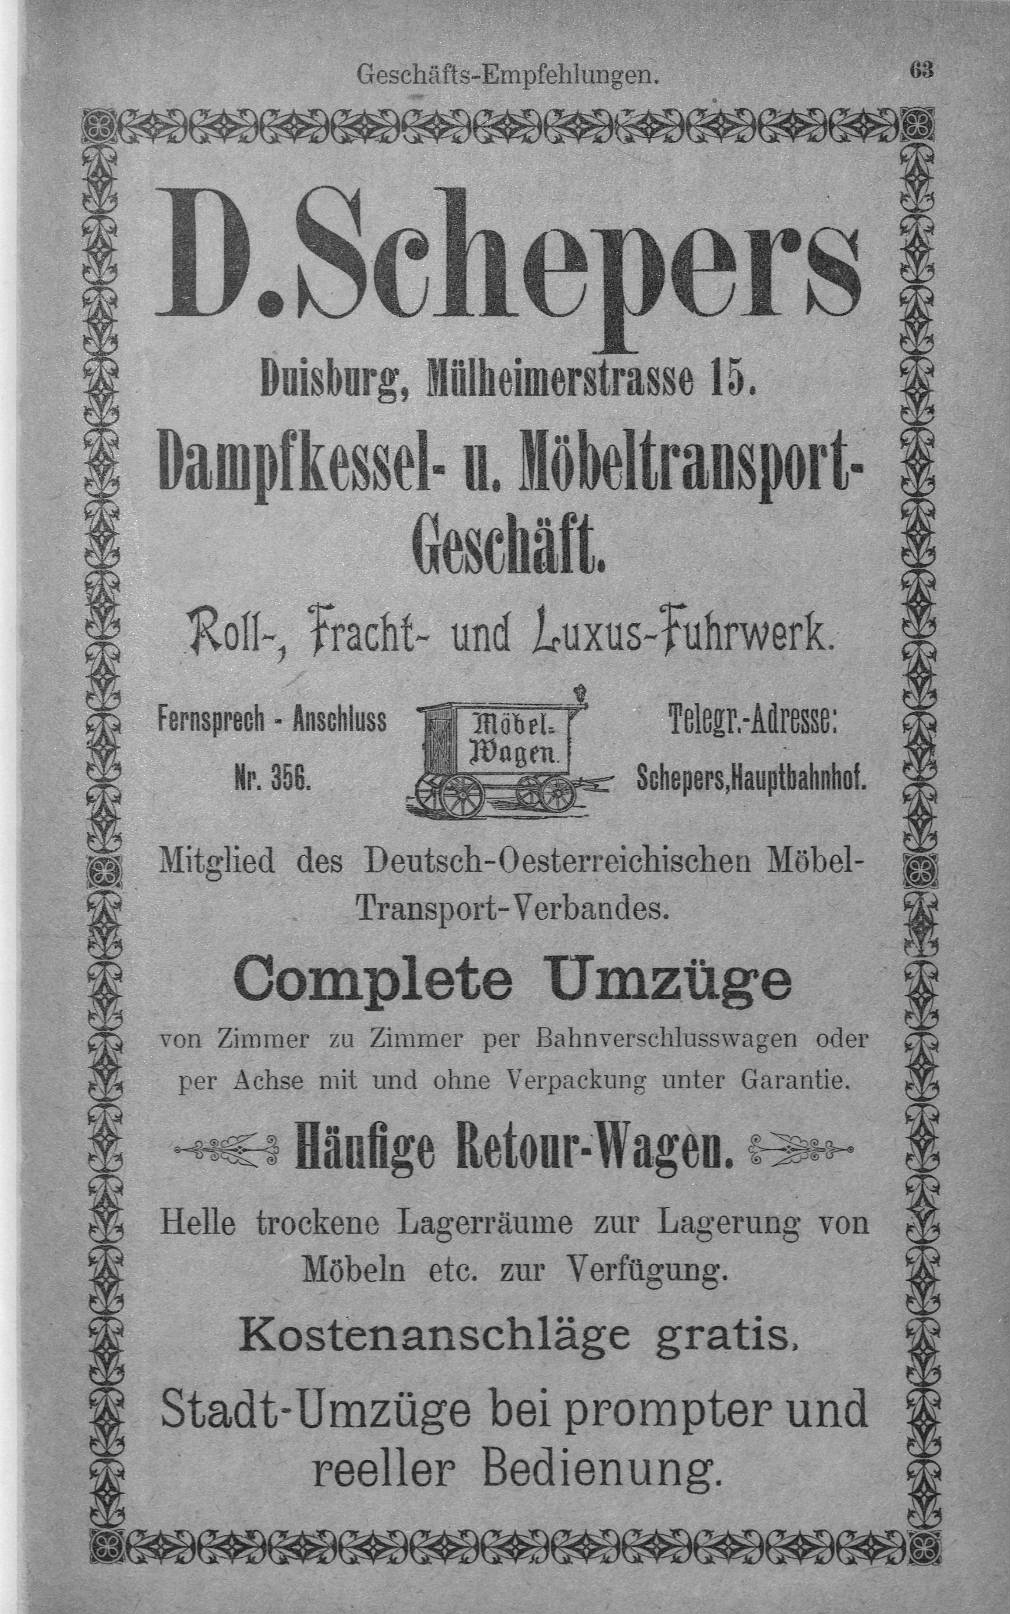 Geschäfts-Empfehlungen. 63
D. Schepers
Duisburg, Mülheimerstrasse 15.
Dampfkessel- u. Möbeltransport-
Geschäft.
Roll-, Fracht- und Luxus-Fuhrwerk.
Fernsprech - Anschluss
Nr. 356.
Möbel-
Wagen.
Telegr.-Adresse:
Schepers, Hauptbahnhof.
Mitglied des Deutsch-Oesterreichischen Möbel-
Transport-Verbandes.
Complete Umzüge
von Zimmer zu Zimmer per Bahnverschlusswagen oder
per Achse mit und ohne Verpackung unter Garantie.
Häufige Retour-Wagen.
Helle trockene Lagerräume zur Lagerung von
Möbeln etc. zur Verfügung.
Kostenanschläge gratis.
Stadt-Umzüge bei prompter und
reeller Bedienung.